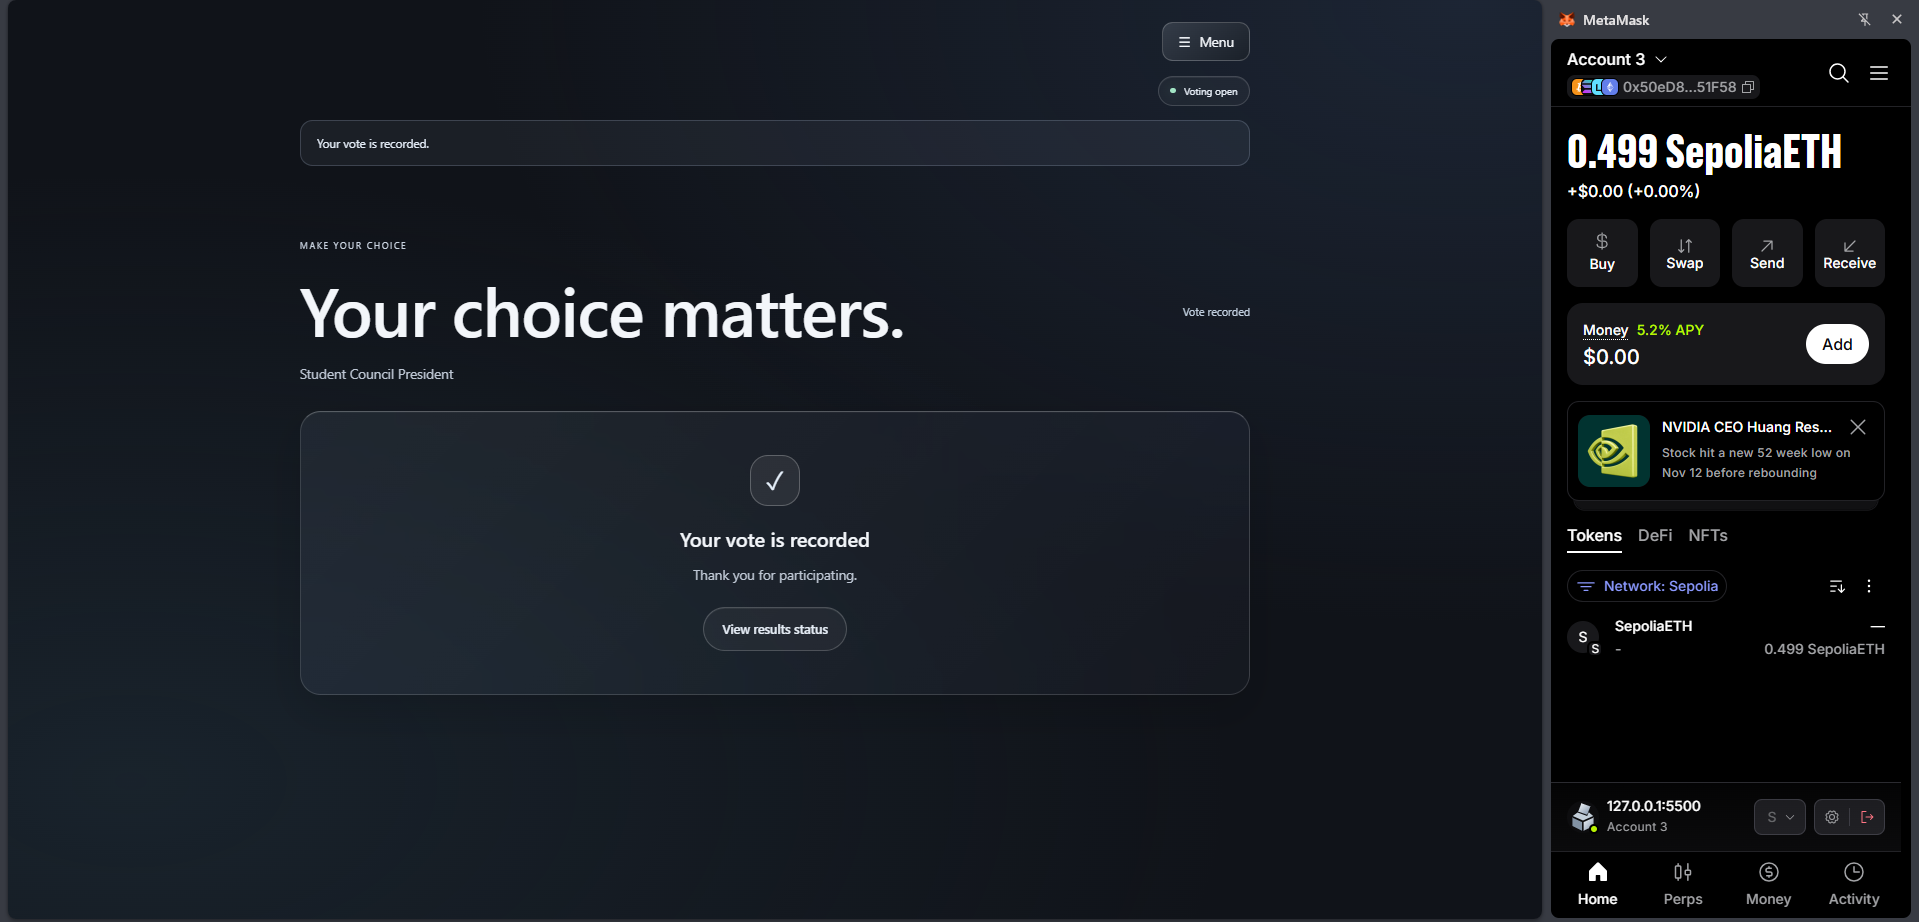 Menu
Voting open
Your vote is recorded.
MAKE YOUR CHOICE
Your choice matters.
Vote recorded
Student Council President
✓
Your vote is recorded
Thank you for participating.
View results status
MetaMask
Account 3
0x50eD8...51F58
0.499 SepoliaETH
+$0.00 (+0.00%)
Buy
Swap
Send
Receive
Money 5.2% APY
$0.00
Add
NVIDIA CEO Huang Res...
Stock hit a new 52 week low on
Nov 12 before rebounding
Tokens DeFi NFTs
Network: Sepolia
S
S
SepoliaETH
—
-
0.499 SepoliaETH
127.0.0.1:5500
Account 3
S
Home
Perps
Money
Activity